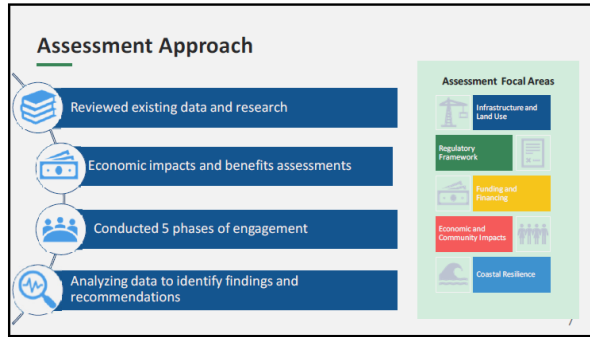 Assessment Approach
Reviewed existing data and research
Economic impacts and benefits assessments
Conducted 5 phases of engagement
Analyzing data to identify findings and
recommendations
Assessment Focal Areas
Infrastructure and
Land Use
Regulatory
Framework
Funding and
Financing
Economic and
Community Impacts
Coastal Resilience
7